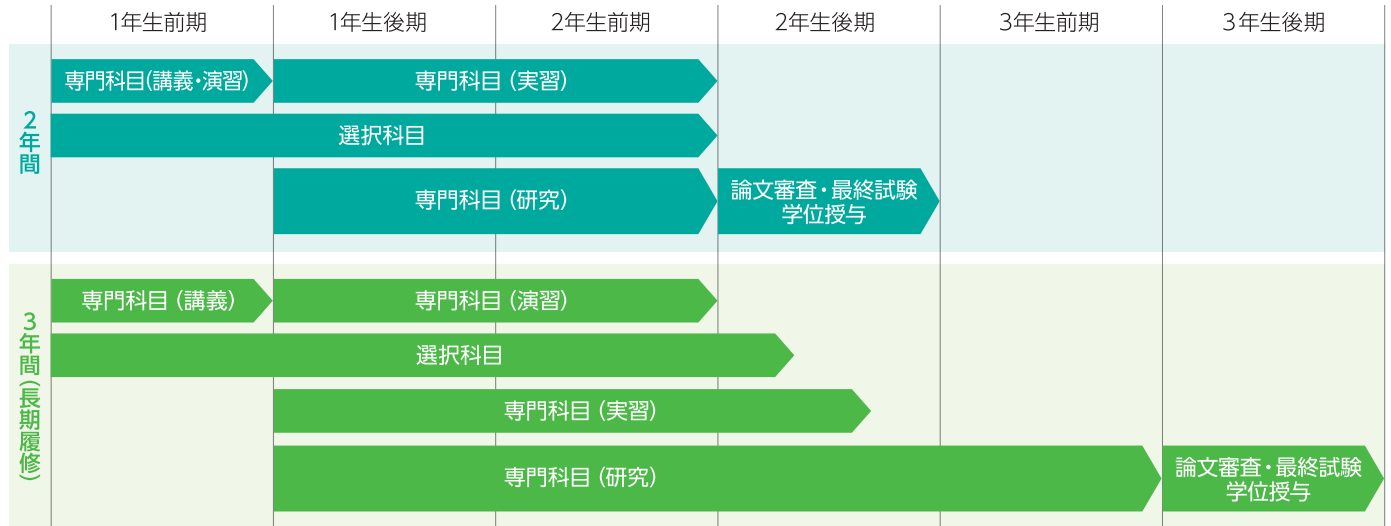 1年生前期
1年生後期
2年生前期
2年生後期
3年生前期
3年生後期
2年間
専門科目(講義・演習)
専門科目（実習）
選択科目
専門科目（研究）
論文審査・最終試験
学位授与
3年間(長期履修)
専門科目（講義）
専門科目（演習）
選択科目
専門科目（実習）
専門科目（研究）
論文審査・最終試験
学位授与